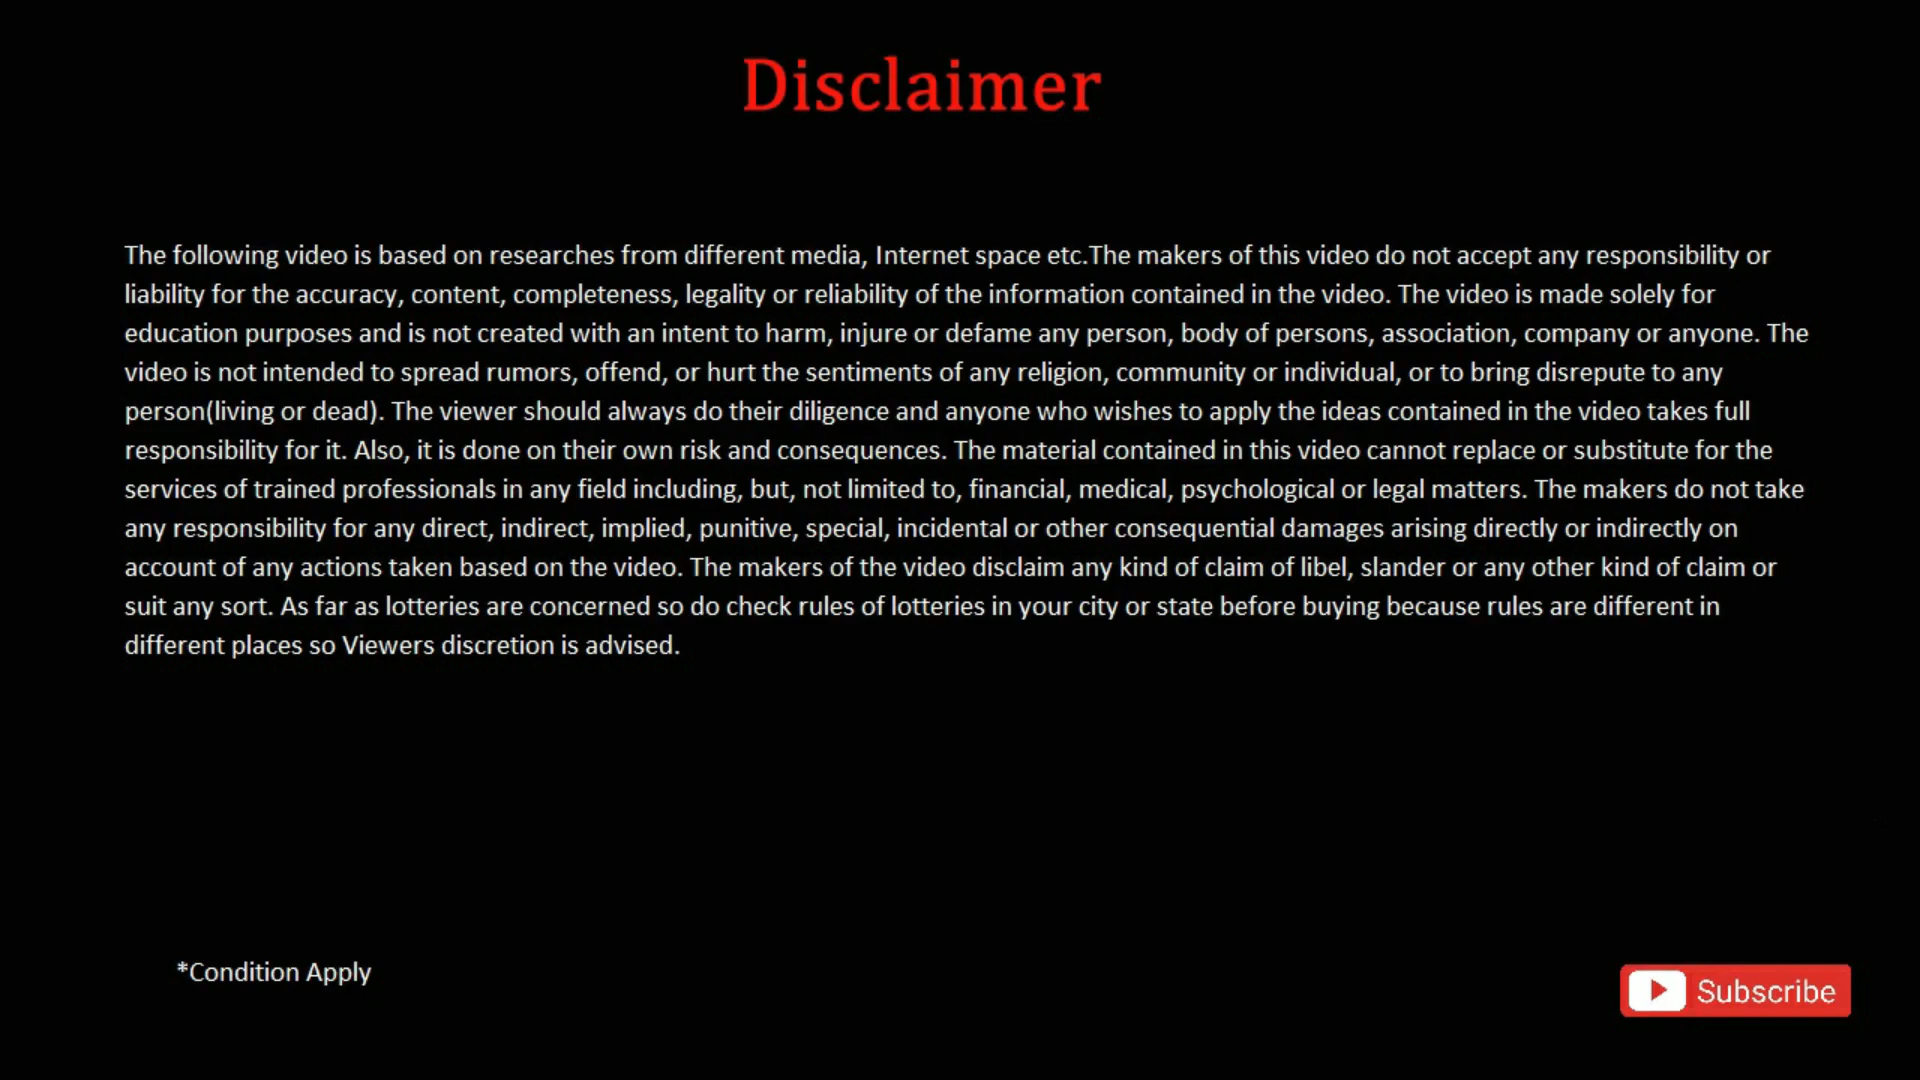 Disclaimer
The following video is based on researches from different media, Internet space etc.The makers of this video do not accept any responsibility or
liability for the accuracy, content, completeness, legality or reliability of the information contained in the video. The video is made solely for
education purposes and is not created with an intent to harm, injure or defame any person, body of persons, association, company or anyone. The
video is not intended to spread rumors, offend, or hurt the sentiments of any religion, community or individual, or to bring disrepute to any
person(living or dead). The viewer should always do their diligence and anyone who wishes to apply the ideas contained in the video takes full
responsibility for it. Also, it is done on their own risk and consequences. The material contained in this video cannot replace or substitute for the
services of trained professionals in any field including, but, not limited to, financial, medical, psychological or legal matters. The makers do not take
any responsibility for any direct, indirect, implied, punitive, special, incidental or other consequential damages arising directly or indirectly on
account of any actions taken based on the video. The makers of the video disclaim any kind of claim of libel, slander or any other kind of claim or
suit any sort. As far as lotteries are concerned so do check rules of lotteries in your city or state before buying because rules are different in
different places so Viewers discretion is advised.
*Condition Apply
Subscribe